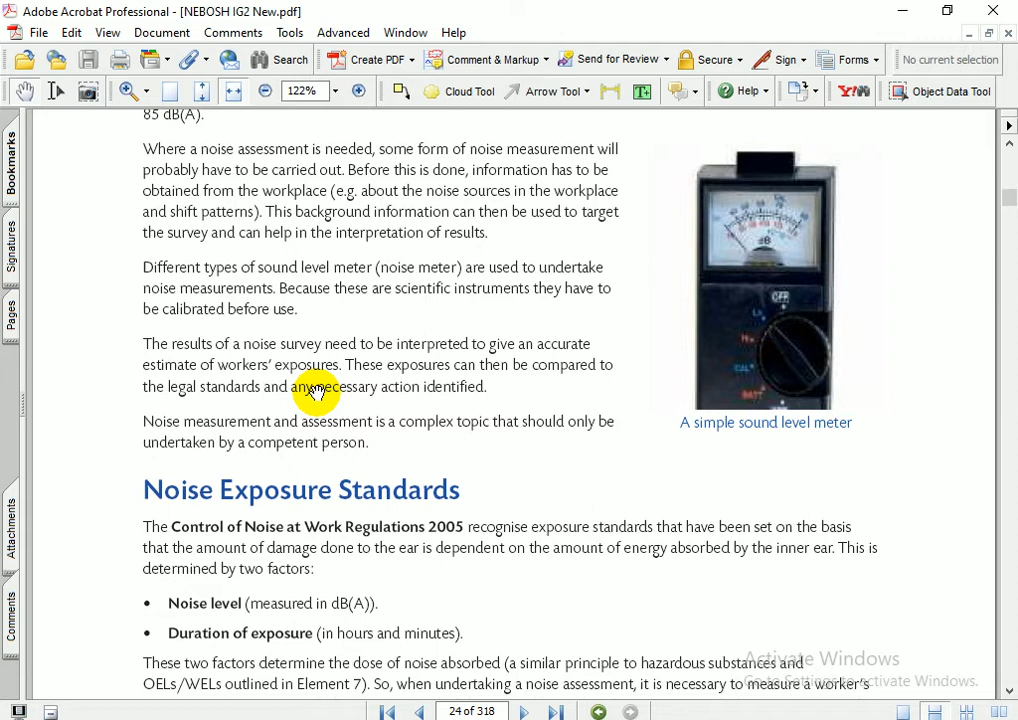 Adobe Acrobat Professional - [NEBOSH IG2 New.pdf]
File Edit View Document Comments Tools Advanced Window Help
Search Create PDF Comment & Markup Send for Review Secure Sign Forms No current selection
122% Cloud Tool Arrow Tool T Help Y! Object Data Tool
Bookmarks
Signatures
Pages
Attachments
Comments
85 dB(A).
Where a noise assessment is needed, some form of noise measurement will
probably have to be carried out. Before this is done, information has to be
obtained from the workplace (e.g. about the noise sources in the workplace
and shift patterns). This background information can then be used to target
the survey and can help in the interpretation of results.
Different types of sound level meter (noise meter) are used to undertake
noise measurements. Because these are scientific instruments they have to
be calibrated before use.
The results of a noise survey need to be interpreted to give an accurate
estimate of workers' exposures. These exposures can then be compared to
the legal standards and any necessary action identified.
Noise measurement and assessment is a complex topic that should only be
undertaken by a competent person.
dB
OFF
LO
HI
CAL
BATT
A simple sound level meter
Noise Exposure Standards
The Control of Noise at Work Regulations 2005 recognise exposure standards that have been set on the basis
that the amount of damage done to the ear is dependent on the amount of energy absorbed by the inner ear. This is
determined by two factors:
• Noise level (measured in dB(A)).
• Duration of exposure (in hours and minutes).
These two factors determine the dose of noise absorbed (a similar principle to hazardous substances and
OELs/WELs outlined in Element 7). So, when undertaking a noise assessment, it is necessary to measure a worker's
Activate Windows
Go to Settings to activate Windows.
24 of 318